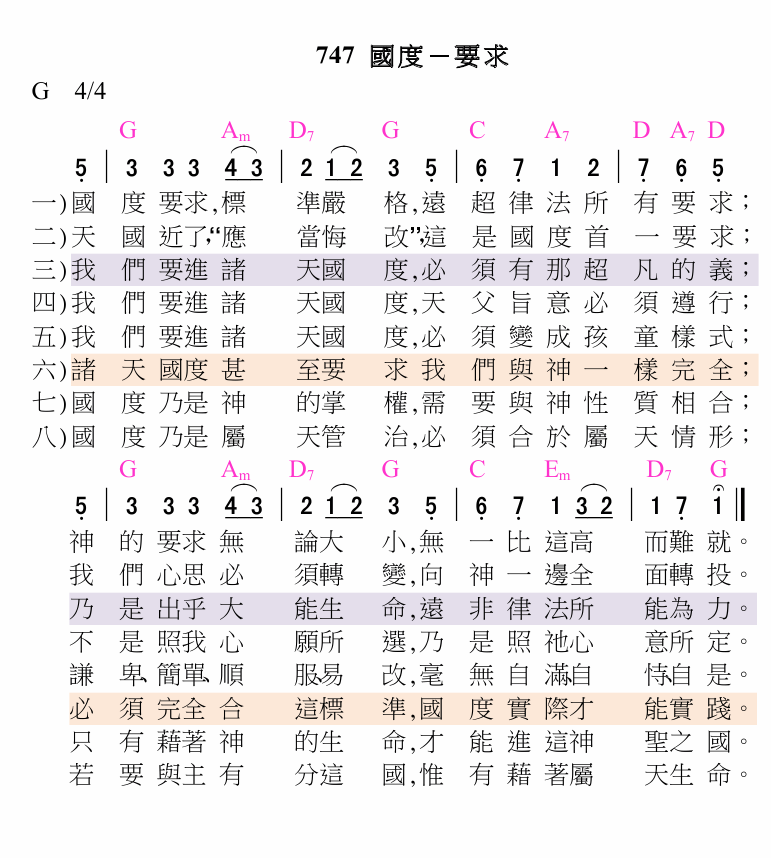 747 國度－要求
G 4/4
G Am D7 G C A7 D A7 D
5 | 3 3 3 4 3 | 2 1 2 3 5 | 6 7 1 2 | 7 6 5
一)國度要求,標準嚴格,遠超律法所有要求；
二)天國近了,“應當悔改”,這是國度首一要求；
三)我們要進諸天國度,必須有那超凡的義；
四)我們要進諸天國度,天父旨意必須遵行；
五)我們要進諸天國度,必須變成孩童樣式；
六)諸天國度甚至要求我們與神一樣完全；
七)國度乃是神的掌權,需要與神性質相合；
八)國度乃是屬天管治,必須合於屬天情形；
G Am D7 G C Em D7 G
5 | 3 3 3 4 3 | 2 1 2 3 5 | 6 7 1 3 2 | 1 7 1 ‖
神的要求無論大小,無一比這高而難就。
我們心思必須轉變,向神一邊全面轉投。
乃是出乎大能生命,遠非律法所能為力。
不是照我心願所選,乃是照祂心意所定。
謙卑、簡單、順服、易改,毫無自滿、自恃、自是。
必須完全合這標準,國度實際才能實踐。
只有藉著神的生命,才能進這神聖之國。
若要與主有分這國,惟有藉著屬天生命。